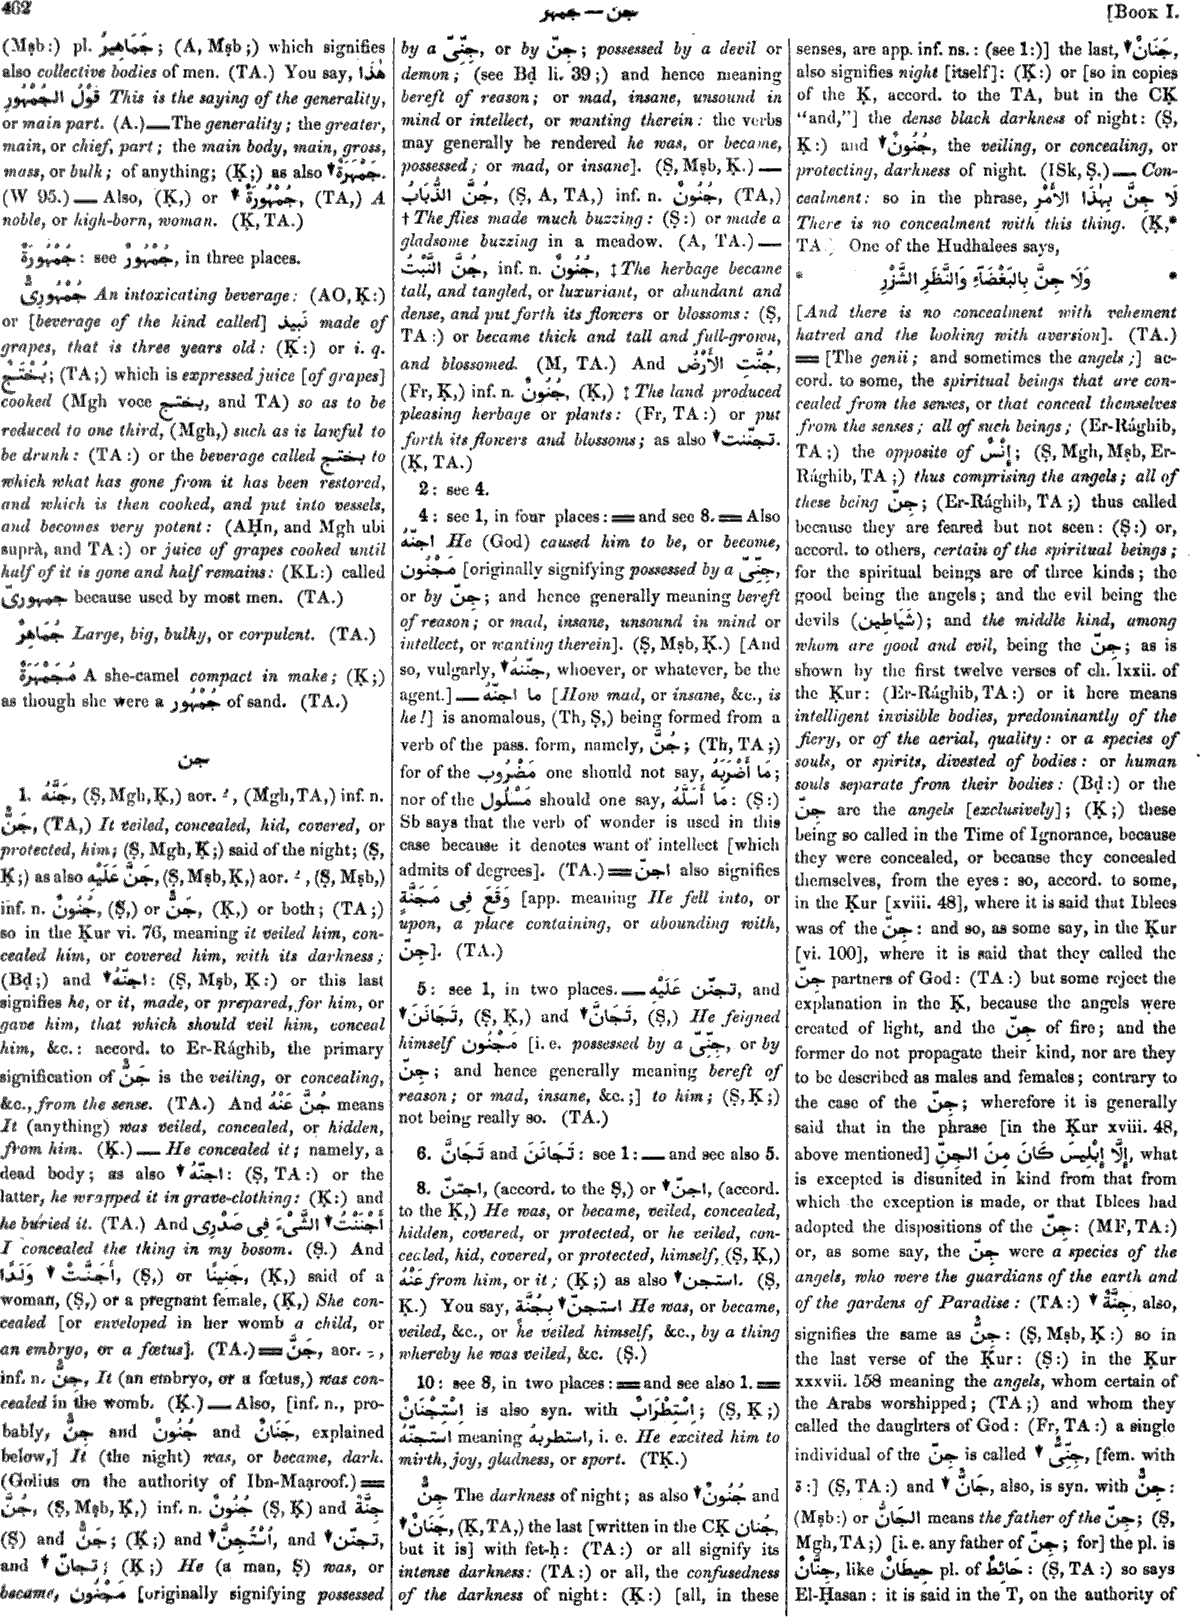 462
جمهر — جن
[BOOK I.
(Mṣb:) pl. جَمَاهِيرُ; (A, Mṣb;) which signifies
also collective bodies of men. (TA.) You say, هٰذَا
قَوْلُ الجُمْهُورِ This is the saying of the generality,
or main part. (A.)—The generality; the greater,
main, or chief, part; the main body, main, gross,
mass, or bulk; of anything; (Ḳ;) as also ▼جَمْهَرَةٌ.
(W 95.)—Also, (Ḳ,) or ▼جُمْهُورَةٌ, (TA,) A
noble, or high-born, woman. (Ḳ, TA.)
جُمْهُورَةٌ: see جُمْهُورٌ, in three places.
جُمْهُورِىٌّ An intoxicating beverage: (AO, Ḳ:)
or [beverage of the kind called] نَبِيذ made of
grapes, that is three years old: (Ḳ:) or i. q.
بُخْتُجٌ; (TA;) which is expressed juice [of grapes]
cooked (Mgh voce بختج, and TA) so as to be
reduced to one third, (Mgh,) such as is lawful to
be drunk: (TA:) or the beverage called بختج to
which what has gone from it has been restored,
and which is then cooked, and put into vessels,
and becomes very potent: (AḤn, and Mgh ubi
suprà, and TA:) or juice of grapes cooked until
half of it is gone and half remains: (KL:) called
جمهورىّ because used by most men. (TA.)
جُمَاهِرٌ Large, big, bulky, or corpulent. (TA.)
مُجَمْهَرَةٌ A she-camel compact in make; (Ḳ;)
as though she were a جُمْهُور of sand. (TA.)
جن
1. جَنَّهُ, (Ṣ, Mgh, Ḳ,) aor. ـُ, (Mgh, TA,) inf. n.
جَنٌّ, (TA,) It veiled, concealed, hid, covered, or
protected, him; (Ṣ, Mgh, Ḳ;) said of the night; (Ṣ,
Ḳ;) as also جَنَّ عَلَيْهِ, (Ṣ, Mṣb, Ḳ,) aor. ـُ, (Ṣ, Mṣb,)
inf. n. جُنُونٌ, (Ṣ,) or جَنٌّ, (Ḳ,) or both; (TA;)
so in the Ḳur vi. 76, meaning it veiled him, con-
cealed him, or covered him, with its darkness;
(Bḍ;) and ▼اجنّهُ: (Ṣ, Mṣb, Ḳ:) or this last
signifies he, or it, made, or prepared, for him, or
gave him, that which should veil him, conceal
him, &c.: accord. to Er-Rághib, the primary
signification of جَنٌّ is the veiling, or concealing,
&c., from the sense. (TA.) And جُنَّ عَنْهُ means
It (anything) was veiled, concealed, or hidden,
from him. (Ḳ.)—He concealed it; namely, a
dead body; as also ▼اجنّهُ: (Ṣ, TA:) or the
latter, he wrapped it in grave-clothing: (Ḳ:) and
he buried it. (TA.) And أَجْنَنْتُ▼ الشَّىْءَ فِى صَدْرِى
I concealed the thing in my bosom. (Ṣ.) And
أَجَنَّتْ▼ وَلَدًا, (Ṣ,) or جَنِينًا, (Ḳ,) said of a
woman, (Ṣ,) or a pregnant female, (Ḳ,) She con-
cealed [or enveloped in her womb a child, or
an embryo, or a fœtus]. (TA.)═جَنَّ, aor. ـِ,
inf. n. جِنٌّ, It (an embryo, or a fœtus,) was con-
cealed in the womb. (Ḳ.)—Also, [inf. n., pro-
bably, جِنٌّ and جُنُونٌ and جَنَانٌ, explained
below,] It (the night) was, or became, dark.
(Golius on the authority of Ibn-Maạroof.)═
جُنَّ, (Ṣ, Mṣb, Ḳ,) inf. n. جُنُونٌ (Ṣ, Ḳ) and جِنَّةٌ
(Ṣ) and جَنٌّ; (Ḳ;) and ▼اُسْتُجِنَّ, and ▼تجنّن,
and ▼تجانّ; (Ḳ;) He (a man, Ṣ) was, or
became, مَجْنُون [originally signifying possessed
by a جِنِّىّ, or by جِنّ; possessed by a devil or
demon; (see Bḍ li. 39;) and hence meaning
bereft of reason; or mad, insane, unsound in
mind or intellect, or wanting therein: the verbs
may generally be rendered he was, or became,
possessed; or mad, or insane]. (Ṣ, Mṣb, Ḳ.)—
جُنَّ الذُّبَابُ, (Ṣ, A, TA,) inf. n. جُنُونٌ, (TA,)
† The flies made much buzzing: (Ṣ:) or made a
gladsome buzzing in a meadow. (A, TA.)—
جُنَّ النَّبْتُ, inf. n. جُنُونٌ, ‡ The herbage became
tall, and tangled, or luxuriant, or abundant and
dense, and put forth its flowers or blossoms: (Ṣ,
TA:) or became thick and tall and full-grown,
and blossomed. (M, TA.) And جُنَّتِ الأَرْضُ,
(Fr, Ḳ,) inf. n. جُنُونٌ, (Ḳ,) ‡ The land produced
pleasing herbage or plants: (Fr, TA:) or put
forth its flowers and blossoms; as also ▼تجنّنت.
(Ḳ, TA.)
2: see 4.
4: see 1, in four places:═and see 8.═Also
اجنّهُ He (God) caused him to be, or become,
مَجْنُون [originally signifying possessed by a جِنِّىّ,
or by جِنّ; and hence generally meaning bereft
of reason; or mad, insane, unsound in mind or
intellect, or wanting therein]. (Ṣ, Mṣb, Ḳ.) [And
so, vulgarly, ▼جنّنهُ, whoever, or whatever, be the
agent.]—ما اجنّهُ [How mad, or insane, &c., is
he!] is anomalous, (Th, Ṣ,) being formed from a
verb of the pass. form, namely, جُنَّ; (Th, TA;)
for of the مَضْرُوب one should not say, مَا أَضْرَبَهُ;
nor of the مَسْلُول should one say, مَا أَسَلَّهُ: (Ṣ:)
Sb says that the verb of wonder is used in this
case because it denotes want of intellect [which
admits of degrees]. (TA.)═اجنّ also signifies
وَقَعَ فِى مَجَنَّةٍ [app. meaning He fell into, or
upon, a place containing, or abounding with,
جِنّ]. (TA.)
5: see 1, in two places.—تجنّن عَلَيْهِ, and
▼تَجَانَنَ, (Ṣ, Ḳ,) and ▼تَجَانَّ, (Ṣ,) He feigned
himself مَجْنُون [i. e. possessed by a جِنِّىّ, or by
جِنّ; and hence generally meaning bereft of
reason; or mad, insane, &c.;] to him; (Ṣ, Ḳ;)
not being really so. (TA.)
6. تَجَانَّ and تَجَانَنَ: see 1:—and see also 5.
8. اجتنّ, (accord. to the Ṣ,) or ▼اجنّ, (accord.
to the Ḳ,) He was, or became, veiled, concealed,
hidden, covered, or protected, or he veiled, con-
cealed, hid, covered, or protected, himself, (Ṣ, Ḳ,)
عَنْهُ from him, or it; (Ḳ;) as also ▼استجن. (Ṣ,
Ḳ.) You say, استجنّ▼ بِجُنَّةٍ He was, or became,
veiled, &c., or he veiled himself, &c., by a thing
whereby he was veiled, &c. (Ṣ.)
10: see 8, in two places:═and see also 1.═
اِسْتِجْنَانٌ is also syn. with اِسْتِطْرَابٌ; (Ṣ, Ḳ;)
استجنّهُ meaning استطربهُ, i. e. He excited him to
mirth, joy, gladness, or sport. (TḲ.)
جِنٌّ The darkness of night; as also ▼جُنُونٌ and
▼جَنَانٌ, (Ḳ, TA,) the last [written in the CḲ جُنان,
but it is] with fet-ḥ: (TA:) or all signify its
intense darkness: (TA:) or all, the confusedness
of the darkness of night: (Ḳ:) [all, in these
senses, are app. inf. ns.: (see 1:)] the last, ▼جَنَانٌ,
also signifies night [itself]: (Ḳ:) or [so in copies
of the Ḳ, accord. to the TA, but in the CḲ
“and,”] the dense black darkness of night: (Ṣ,
Ḳ:) and ▼جُنُونٌ, the veiling, or concealing, or
protecting, darkness of night. (ISk, Ṣ.)—Con-
cealment: so in the phrase, لَا جِنَّ بِهٰذَا الأَمْرِ
There is no concealment with this thing. (Ḳ,*
TA.) One of the Hudhalees says,
* وَلَا جِنَّ بِالبَغْضَآءِ وَالنَّظَرِ الشَّزْرِ *
[And there is no concealment with vehement
hatred and the looking with aversion]. (TA.)
═[The genii; and sometimes the angels;] ac-
cord. to some, the spiritual beings that are con-
cealed from the senses, or that conceal themselves
from the senses; all of such beings; (Er-Rághib,
TA;) the opposite of إِنْسٌ; (Ṣ, Mgh, Mṣb, Er-
Rághib, TA;) thus comprising the angels; all of
these being جِنّ; (Er-Rághib, TA;) thus called
because they are feared but not seen: (Ṣ:) or,
accord. to others, certain of the spiritual beings;
for the spiritual beings are of three kinds; the
good being the angels; and the evil being the
devils (شَيَاطِين); and the middle kind, among
whom are good and evil, being the جِنّ; as is
shown by the first twelve verses of ch. lxxii. of
the Ḳur: (Er-Rághib, TA:) or it here means
intelligent invisible bodies, predominantly of the
fiery, or of the aerial, quality: or a species of
souls, or spirits, divested of bodies: or human
souls separate from their bodies: (Bḍ:) or the
جِنّ are the angels [exclusively]; (Ḳ;) these
being so called in the Time of Ignorance, because
they were concealed, or because they concealed
themselves, from the eyes: so, accord. to some,
in the Ḳur [xviii. 48], where it is said that Iblees
was of the جِنّ: and so, as some say, in the Ḳur
[vi. 100], where it is said that they called the
جِنّ partners of God: (TA:) but some reject the
explanation in the Ḳ, because the angels were
created of light, and the جِنّ of fire; and the
former do not propagate their kind, nor are they
to be described as males and females; contrary to
the case of the جِنّ; wherefore it is generally
said that in the phrase [in the Ḳur xviii. 48,
above mentioned] إِلَّا إِبْلِيسَ كَانَ مِنَ الجِنِّ, what
is excepted is disunited in kind from that from
which the exception is made, or that Iblees had
adopted the dispositions of the جِنّ: (MF, TA:)
or, as some say, the جِنّ were a species of the
angels, who were the guardians of the earth and
of the gardens of Paradise: (TA:) ▼جِنَّةٌ, also,
signifies the same as جِنٌّ: (Ṣ, Mṣb, Ḳ:) so in
the last verse of the Ḳur: (Ṣ:) in the Ḳur
xxxvii. 158 meaning the angels, whom certain of
the Arabs worshipped; (TA;) and whom they
called the daughters of God: (Fr, TA:) a single
individual of the جِنّ is called ▼جِنِّىٌّ, [fem. with
ة:] (Ṣ, TA:) and ▼جَانٌّ, also, is syn. with جِنٌّ:
(Mṣb:) or الجَانُّ means the father of the جِنّ; (Ṣ,
Mgh, TA;) [i. e. any father of جِنّ; for] the pl. is
جِنَّانٌ, like حِيطَانٌ pl. of حَائِطٌ: (Ṣ, TA:) so says
El-Ḥasan: it is said in the T, on the authority of